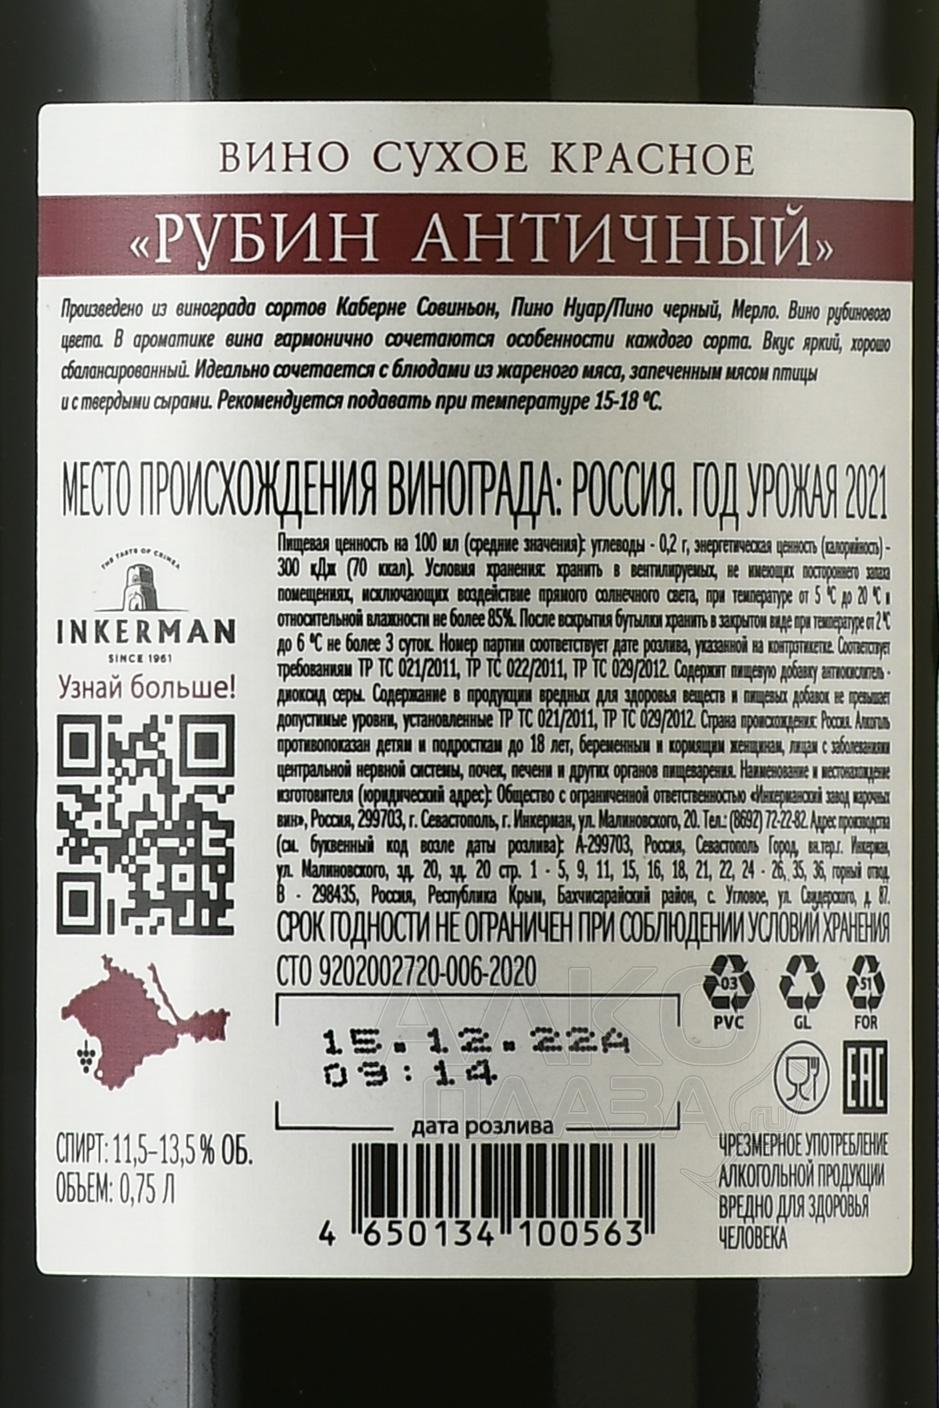 ВИНО СУХОЕ КРАСНОЕ
«РУБИН АНТИЧНЫЙ»
Произведено из винограда сортов Каберне Совиньон, Пино Нуар/Пино черный, Мерло. Вино рубинового
цвета. В ароматике вина гармонично сочетаются особенности каждого сорта. Вкус яркий, хорошо
сбалансированный. Идеально сочетается с блюдами из жареного мяса, запеченным мясом птицы
и с твердыми сырами. Рекомендуется подавать при температуре 15-18 °С.
МЕСТО ПРОИСХОЖДЕНИЯ ВИНОГРАДА: РОССИЯ. ГОД УРОЖАЯ 2021
THE TASTE OF CRIMEA
INKERMAN
SINCE 1961
Узнай больше!
Пищевая ценность на 100 мл (средние значения): углеводы - 0,2 г, энергетическая ценность (калорийность) -
300 кДж (70 ккал). Условия хранения: хранить в вентилируемых, не имеющих постороннего запаха
помещениях, исключающих воздействие прямого солнечного света, при температуре от 5 °С до 20 °С и
относительной влажности не более 85%. После вскрытия бутылки хранить в закрытом виде при температуре от 2 °С
до 6 °С не более 3 суток. Номер партии соответствует дате розлива, указанной на контрэтикетке. Соответствует
требованиям ТР ТС 021/2011, ТР ТС 022/2011, ТР ТС 029/2012. Содержит пищевую добавку антиокислитель -
диоксид серы. Содержание в продукции вредных для здоровья веществ и пищевых добавок не превышает
допустимые уровни, установленные ТР ТС 021/2011, ТР ТС 029/2012. Страна происхождения: Россия. Алкоголь
противопоказан детям и подросткам до 18 лет, беременным и кормящим женщинам, лицам с заболеваниями
центральной нервной системы, почек, печени и других органов пищеварения. Наименование и местонахождение
изготовителя (юридический адрес): Общество с ограниченной ответственностью «Инкерманский завод марочных
вин», Россия, 299703, г. Севастополь, г. Инкерман, ул. Малиновского, 20. Тел.: (8692) 72-22-82. Адрес производства
(см. буквенный код возле даты розлива): А-299703, Россия, Севастополь Город, вн.тер.г. Инкерман,
ул. Малиновского, зд. 20, зд. 20 стр. 1 - 5, 9, 11, 15, 16, 18, 21, 22, 24 - 26, 35, 36, горный отвод.
В - 298435, Россия, Республика Крым, Бахчисарайский район, с. Угловое, ул. Свидерского, д. 87.
СРОК ГОДНОСТИ НЕ ОГРАНИЧЕН ПРИ СОБЛЮДЕНИИ УСЛОВИЙ ХРАНЕНИЯ
СТО 9202002720-006-2020
03
PVC
GL
51
FOR
15.12.22А
09:14
дата розлива
EAC
СПИРТ: 11,5–13,5 % ОБ.
ОБЪЕМ: 0,75 Л
4 650134 100563
ЧРЕЗМЕРНОЕ УПОТРЕБЛЕНИЕ
АЛКОГОЛЬНОЙ ПРОДУКЦИИ
ВРЕДНО ДЛЯ ЗДОРОВЬЯ
ЧЕЛОВЕКА
АЛКО
ПЛАЗА.ru